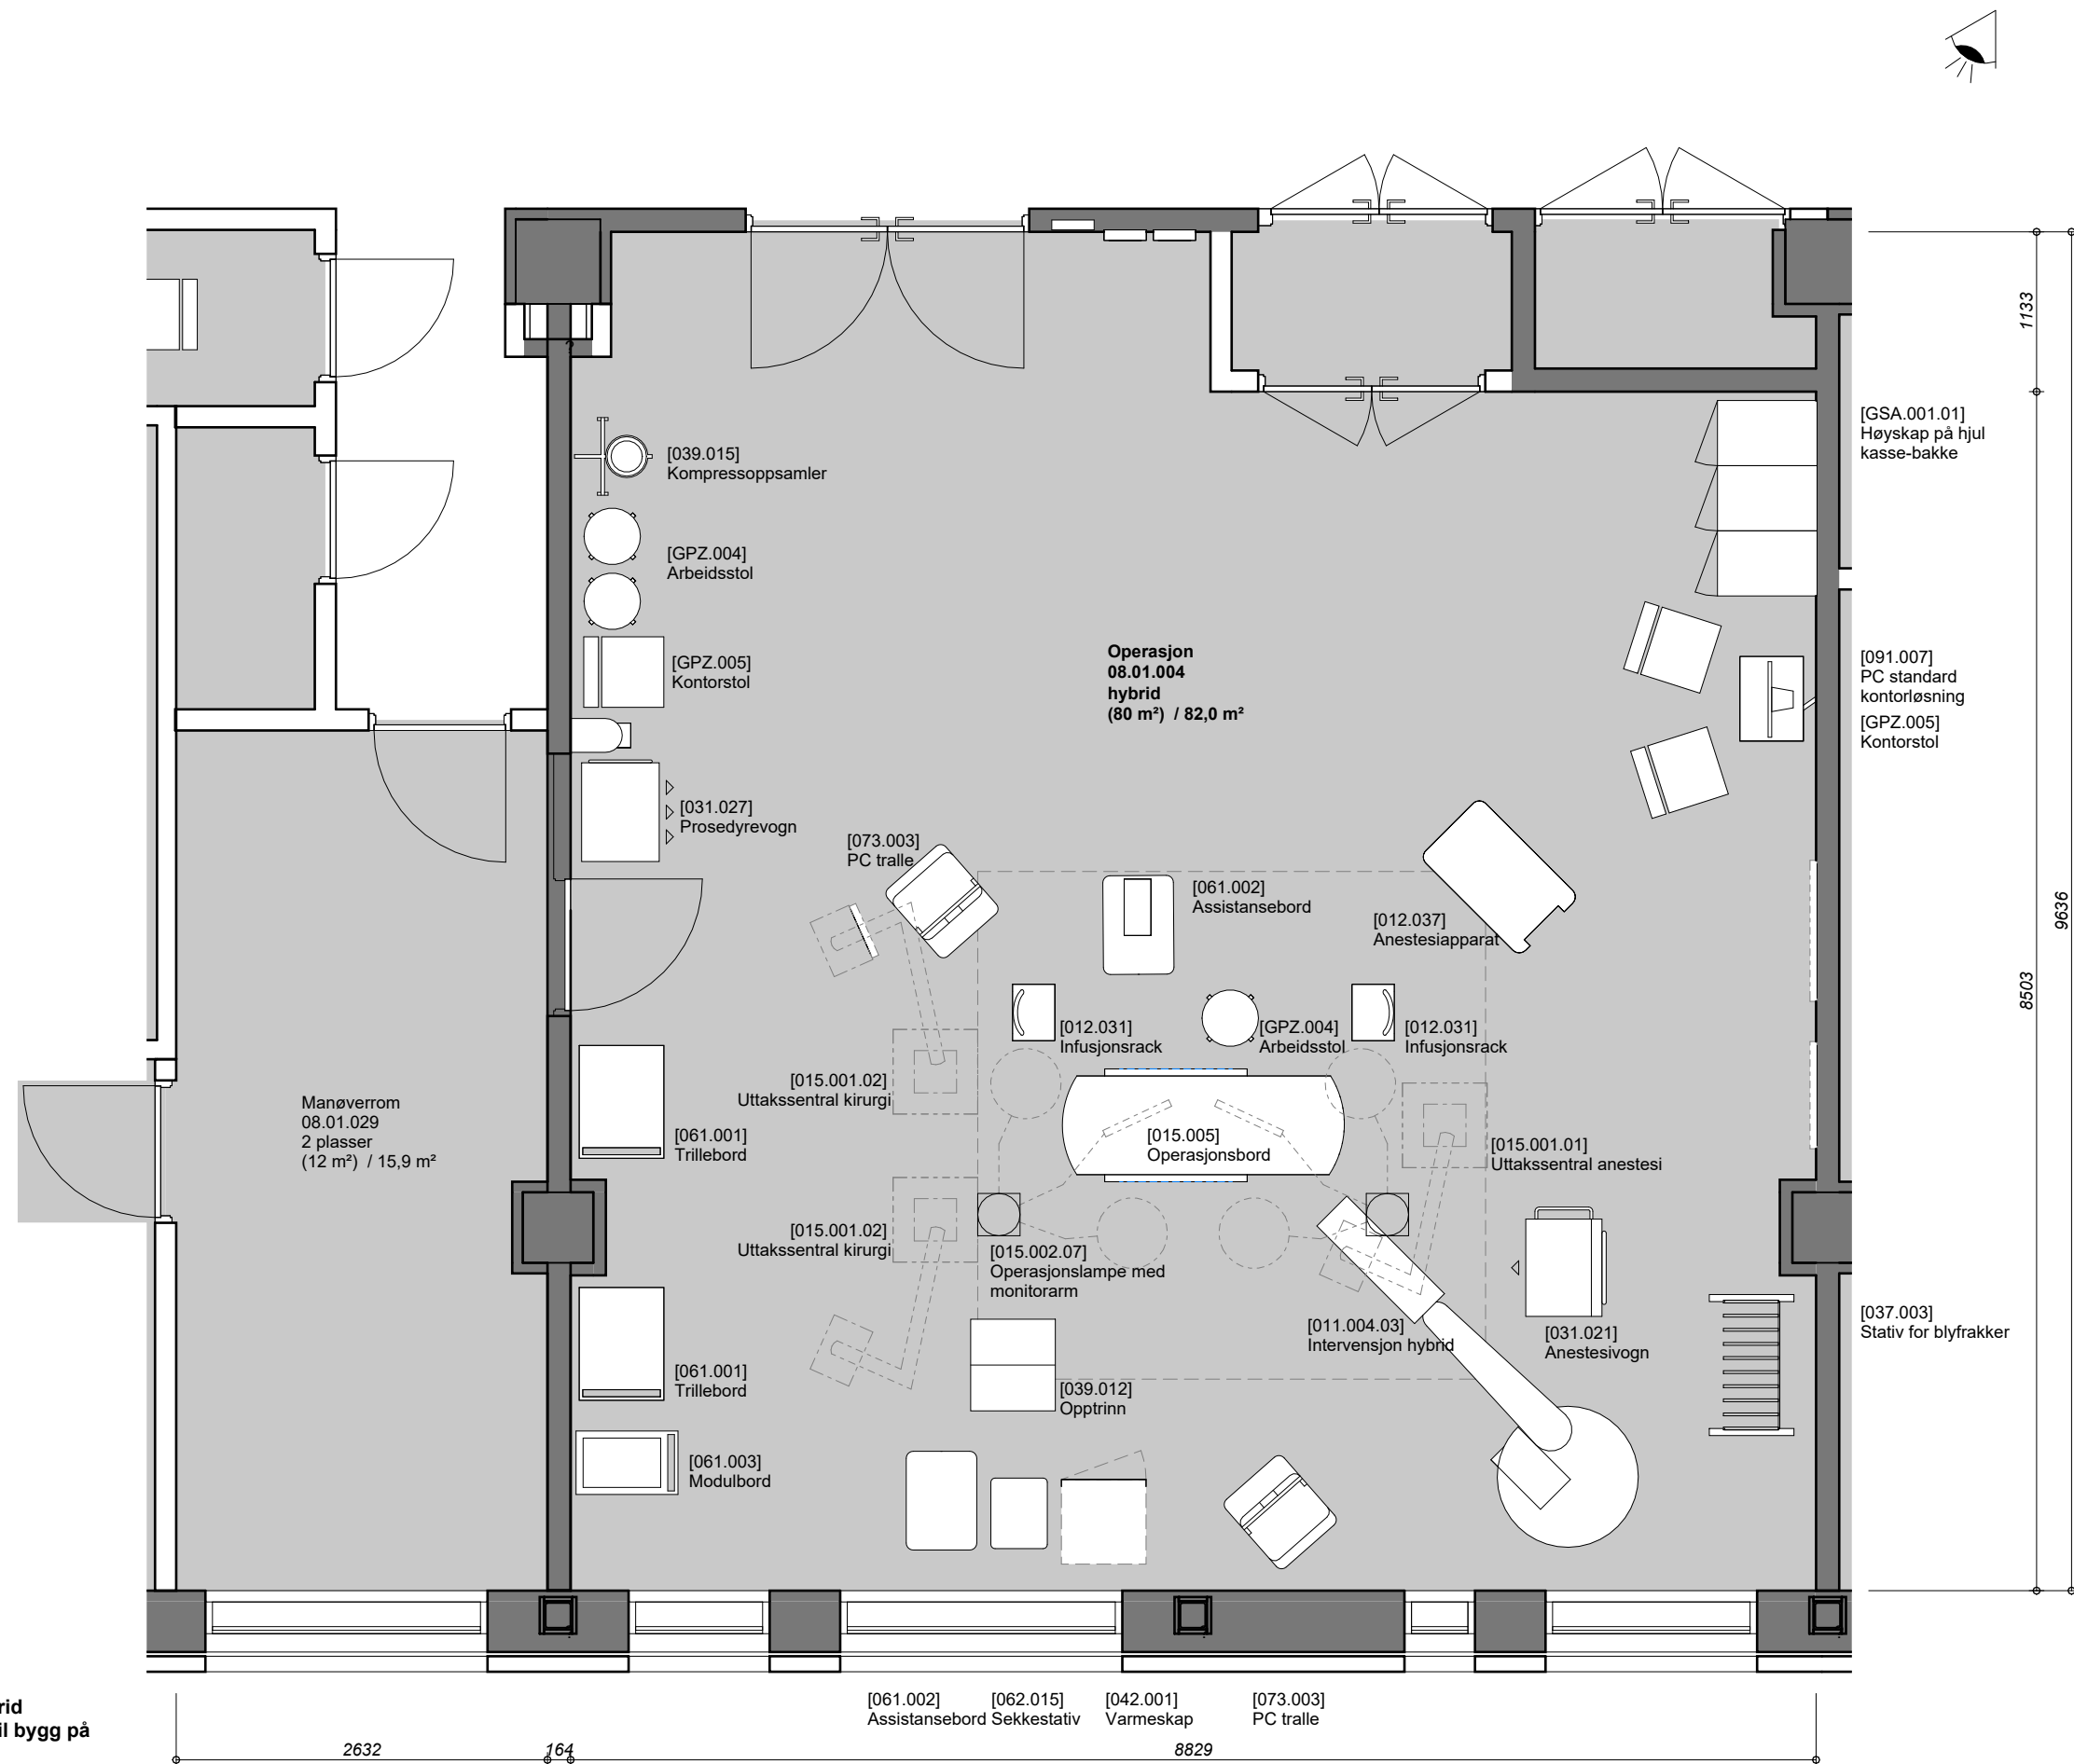 1133
[GSA.001.01]
Høyskap på hjul
kasse-bakke
[039.015]
Kompressoppsamler
[GPZ.004]
Arbeidsstol
[GPZ.005]
Kontorstol
Operasjon
08.01.004
hybrid
(80 m²) / 82,0 m²
[091.007]
PC standard
kontorløsning
[GPZ.005]
Kontorstol
[031.027]
Prosedyrevogn
[073.003]
PC tralle
[061.002]
Assistansebord
[012.037]
Anestesiapparat
9636
8503
[012.031]
Infusjonsrack
[GPZ.004]
Arbeidsstol
[012.031]
Infusjonsrack
[015.001.02]
Uttakssentral kirurgi
Manøverrom
08.01.029
2 plasser
(12 m²) / 15,9 m²
[061.001]
Trillebord
[015.005]
Operasjonsbord
[015.001.01]
Uttakssentral anestesi
[015.001.02]
Uttakssentral kirurgi
[015.002.07]
Operasjonslampe med
monitorarm
[011.004.03]
Intervensjon hybrid
[031.021]
Anestesivogn
[037.003]
Stativ for blyfrakker
[061.001]
Trillebord
[039.012]
Opptrinn
[061.003]
Modulbord
[061.002]
Assistansebord
[062.015]
Sekkestativ
[042.001]
Varmeskap
[073.003]
PC tralle
rid
il bygg på
2632
164
8829